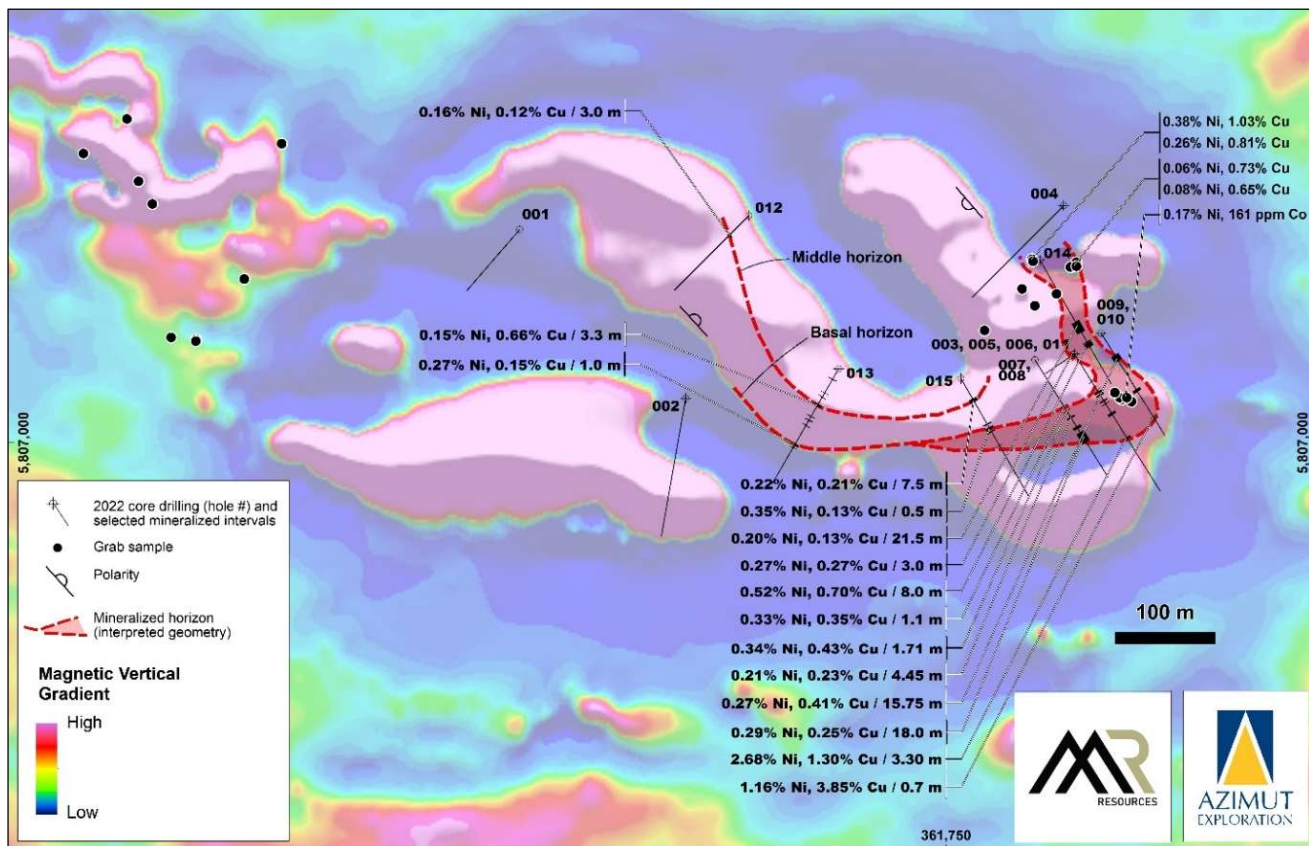 0.16% Ni, 0.12% Cu / 3.0 m
0.38% Ni, 1.03% Cu
0.26% Ni, 0.81% Cu
0.06% Ni, 0.73% Cu
0.08% Ni, 0.65% Cu
0.17% Ni, 161 ppm Co
001
012
004
014
Middle horizon
Basal horizon
0.15% Ni, 0.66% Cu / 3.3 m
0.27% Ni, 0.15% Cu / 1.0 m
009,
010
003, 005, 006, 01
007,
008
013
015
002
5,807,000
5,807,000
0.22% Ni, 0.21% Cu / 7.5 m
0.35% Ni, 0.13% Cu / 0.5 m
0.20% Ni, 0.13% Cu / 21.5 m
0.27% Ni, 0.27% Cu / 3.0 m
0.52% Ni, 0.70% Cu / 8.0 m
0.33% Ni, 0.35% Cu / 1.1 m
0.34% Ni, 0.43% Cu / 1.71 m
0.21% Ni, 0.23% Cu / 4.45 m
0.27% Ni, 0.41% Cu / 15.75 m
0.29% Ni, 0.25% Cu / 18.0 m
2.68% Ni, 1.30% Cu / 3.30 m
1.16% Ni, 3.85% Cu / 0.7 m
100 m
361,750
2022 core drilling (hole #) and
selected mineralized intervals
Grab sample
Polarity
Mineralized horizon
(interpreted geometry)
Magnetic Vertical
Gradient
High
Low
RESOURCES
AZIMUT
EXPLORATION